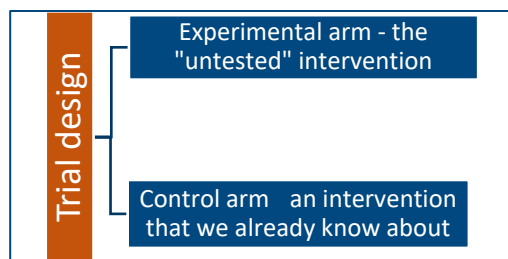 Trial design
Experimental arm - the
"untested" intervention
Control arm   an intervention
that we already know about